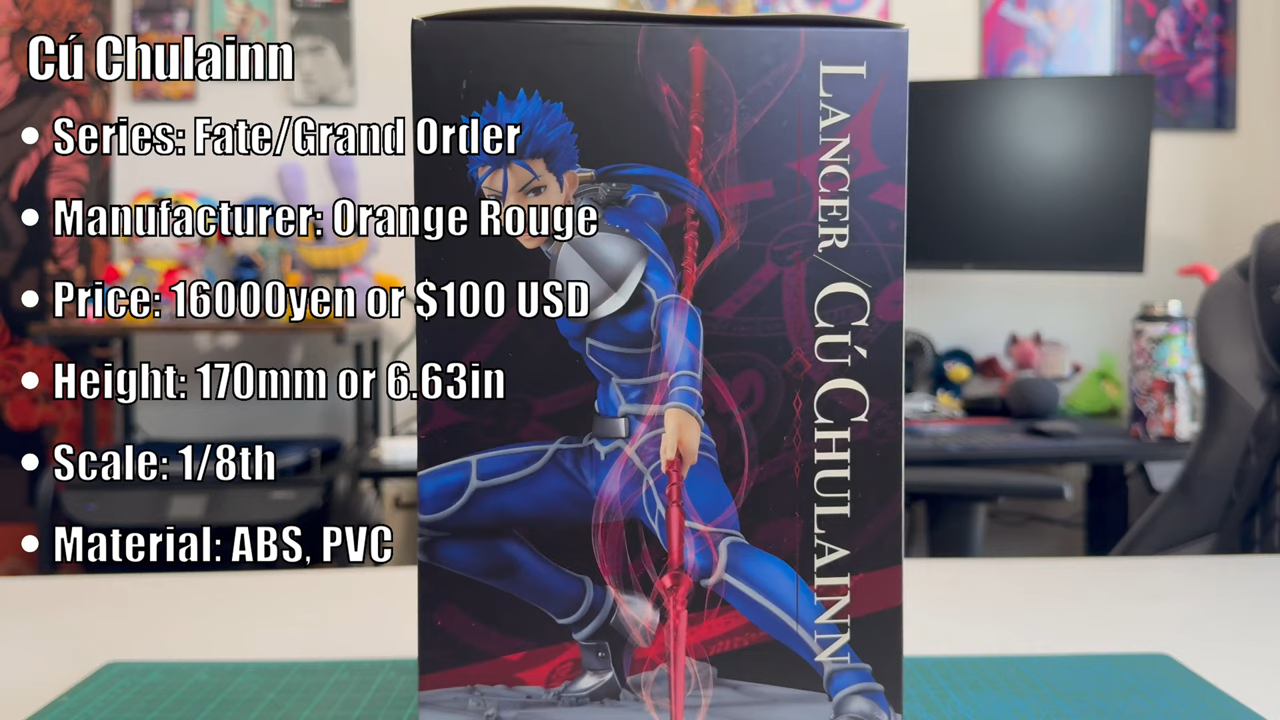 Cú Chulainn
• Series: Fate/Grand Order
• Manufacturer: Orange Rouge
• Price: 16000yen or $100 USD
• Height: 170mm or 6.63in
• Scale: 1/8th
• Material: ABS, PVC
LANCER/CÚ CHULAINN